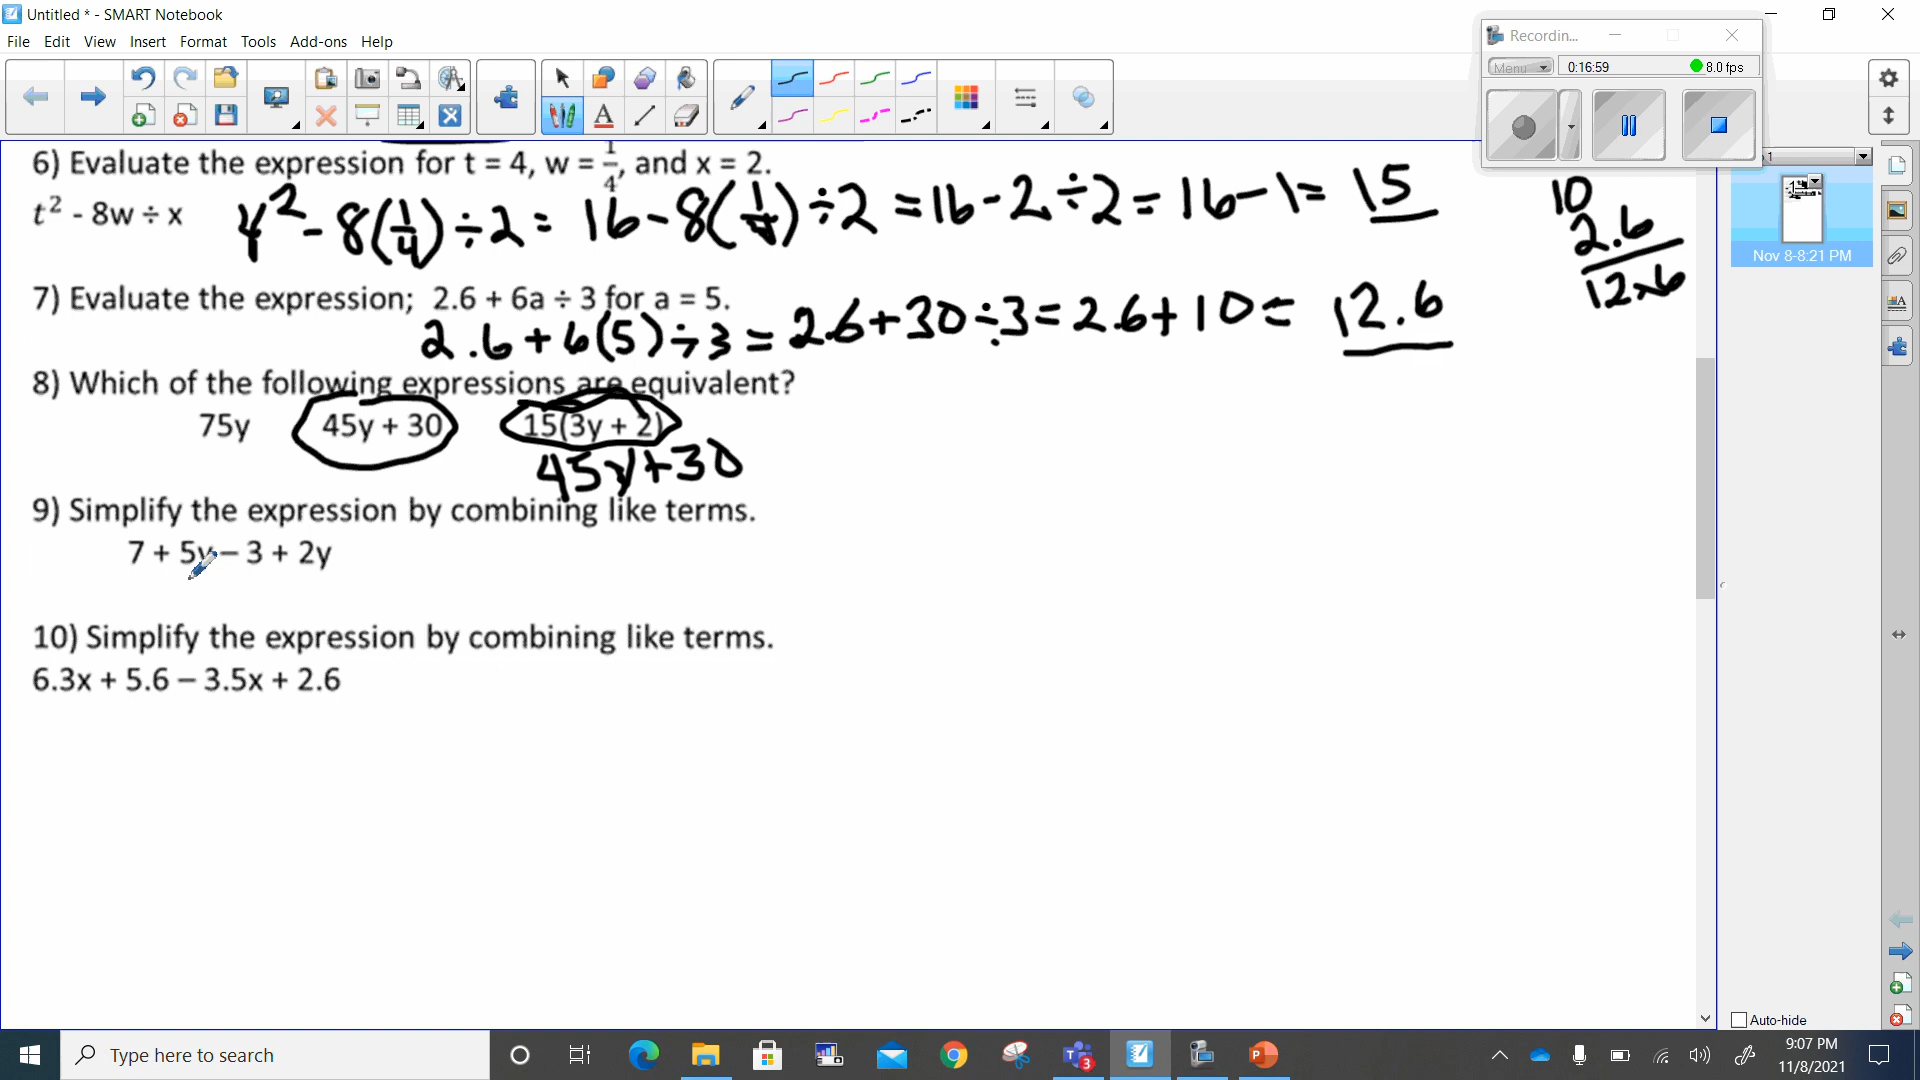 Untitled * - SMART Notebook
File Edit View Insert Format Tools Add-ons Help
Recordin...
Menu 0:16:59 8.0 fps
6) Evaluate the expression for t = 4, w = 1/4, and x = 2.
t² - 8w ÷ x 4² - 8(1/4) ÷ 2 = 16 - 8(1/4) ÷ 2 = 16 - 2 ÷ 2 = 16 - 1 = 15
10
2.6
12.6
7) Evaluate the expression; 2.6 + 6a ÷ 3 for a = 5.
2.6 + 6(5) ÷ 3 = 2.6 + 30 ÷ 3 = 2.6 + 10 = 12.6
8) Which of the following expressions are equivalent?
75y 45y + 30 15(3y + 2)
45y + 30
9) Simplify the expression by combining like terms.
7 + 5y – 3 + 2y
10) Simplify the expression by combining like terms.
6.3x + 5.6 – 3.5x + 2.6
1
Nov 8-8:21 PM
Auto-hide
Type here to search
3
9:07 PM
11/8/2021